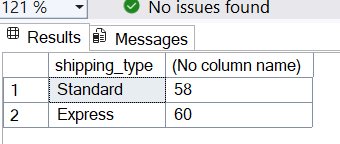 121 % No issues found
Results Messages
shipping_type (No column name)
1 Standard 58
2 Express 60